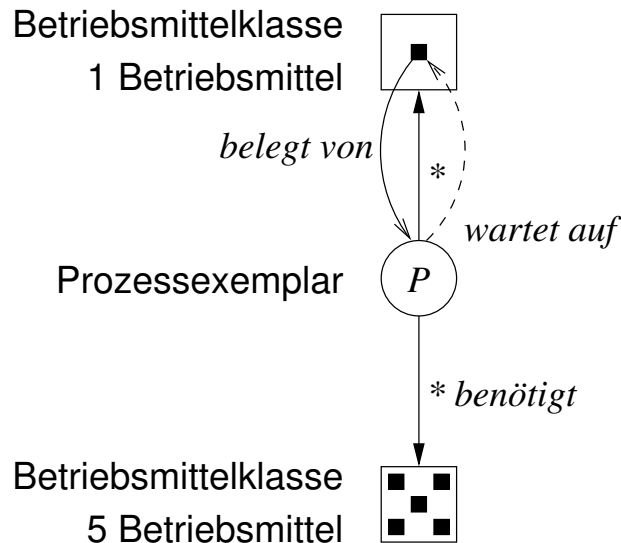 Betriebsmittelklasse
1 Betriebsmittel
belegt von
*
wartet auf
Prozessexemplar
P
* benötigt
Betriebsmittelklasse
5 Betriebsmittel